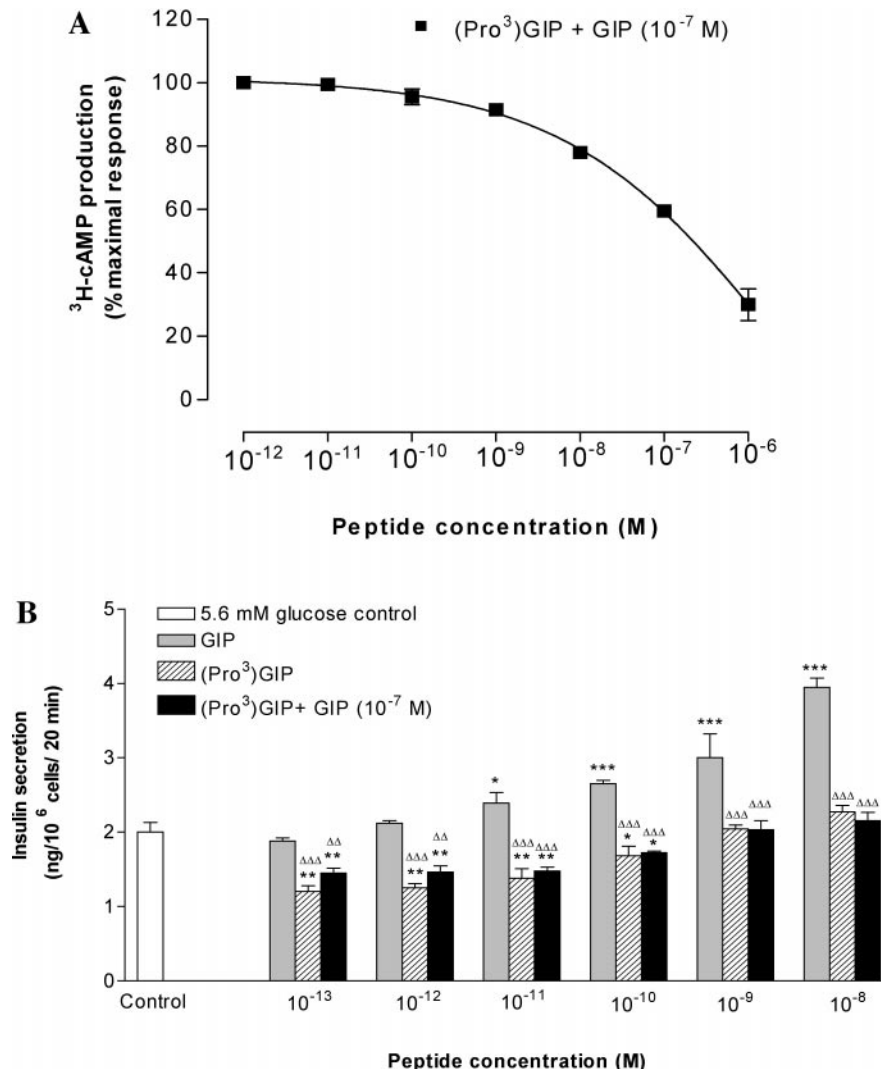 A
(Pro³)GIP + GIP (10⁻⁷ M)
120
100
80
60
40
20
0
³H-cAMP production
(%maximal response)
10⁻¹² 10⁻¹¹ 10⁻¹⁰ 10⁻⁹ 10⁻⁸ 10⁻⁷ 10⁻⁶
Peptide concentration (M)
B
5.6 mM glucose control
GIP
(Pro³)GIP
(Pro³)GIP+ GIP (10⁻⁷ M)
5
4
3
2
1
0
Insulin secretion
(ng/10⁶ cells/ 20 min)
ΔΔΔ ** ΔΔ ** ΔΔΔ ** ΔΔ ** * ΔΔΔ ** ΔΔΔ ** *** ΔΔΔ * ΔΔΔ * *** ΔΔΔ ΔΔΔ *** ΔΔΔ ΔΔΔ
Control 10⁻¹³ 10⁻¹² 10⁻¹¹ 10⁻¹⁰ 10⁻⁹ 10⁻⁸
Peptide concentration (M)